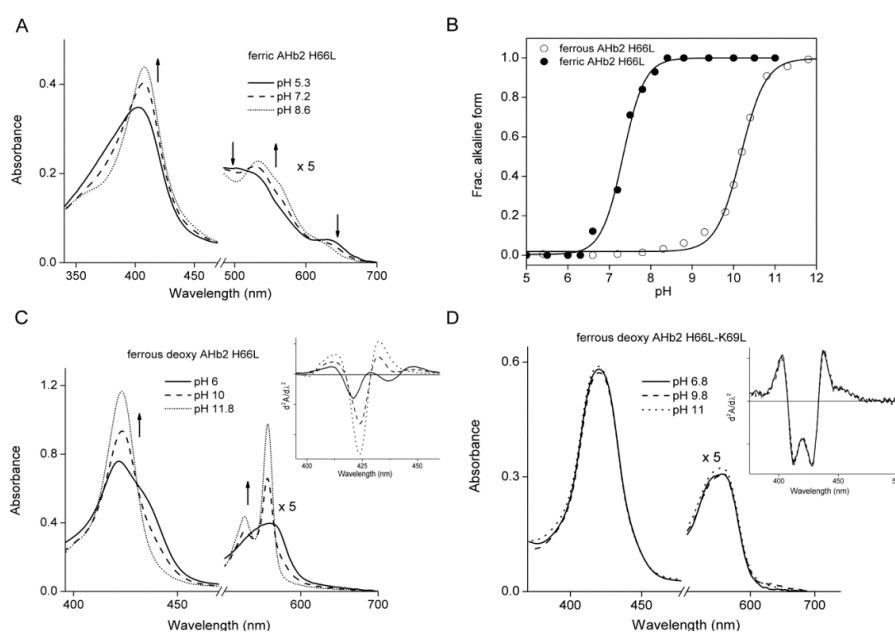 A
ferric AHb2 H66L
pH 5.3
pH 7.2
pH 8.6
x 5
Absorbance
0.4
0.2
0.0
350 400 450 500 600 700
Wavelength (nm)
B
ferrous AHb2 H66L
ferric AHb2 H66L
Frac. alkaline form
1.0
0.8
0.6
0.4
0.2
0.0
5 6 7 8 9 10 11 12
pH
C
ferrous deoxy AHb2 H66L
pH 6
pH 10
pH 11.8
x 5
Absorbance
1.2
0.8
0.4
0.0
400 450 600 700
Wavelength (nm)
d²A/dλ²
400 425 450
Wavelength (nm)
D
ferrous deoxy AHb2 H66L-K69L
pH 6.8
pH 9.8
pH 11
x 5
Absorbance
0.6
0.3
0.0
400 450 600 700
Wavelength (nm)
d²A/dλ²
400 450
Wavelength (nm)